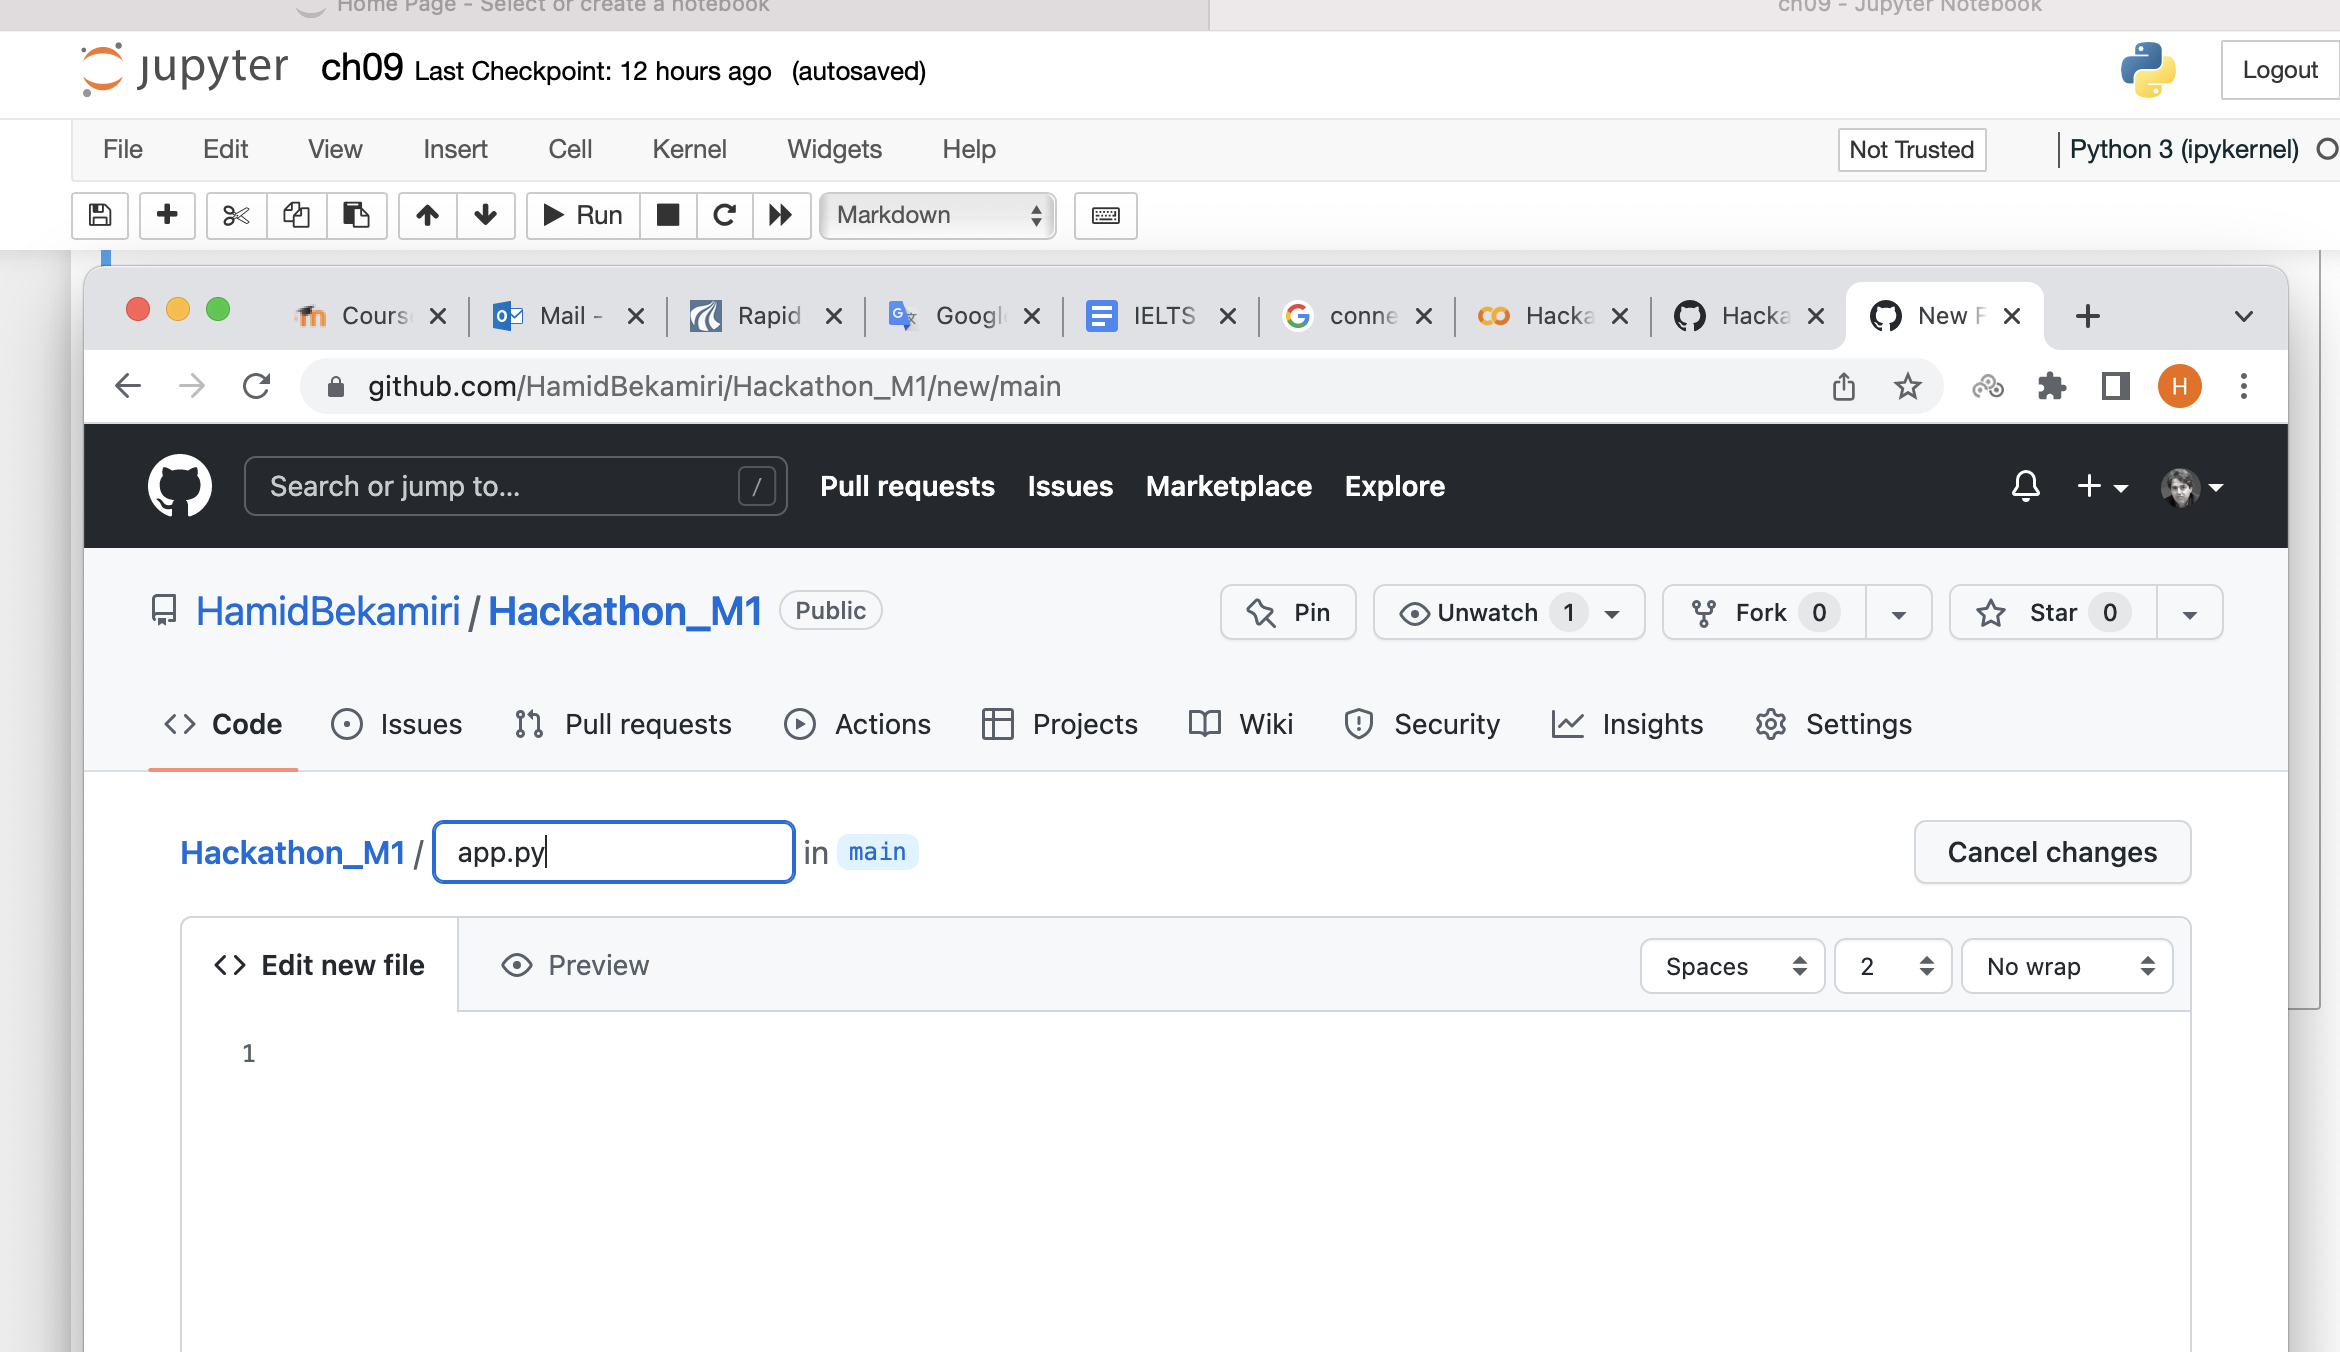 Home Page - Select or create a notebook
ch09 - Jupyter Notebook
jupyter ch09 Last Checkpoint: 12 hours ago (autosaved)
Logout
File Edit View Insert Cell Kernel Widgets Help
Not Trusted Python 3 (ipykernel)
Run Markdown
Cours Mail - Rapid Googl IELTS conne Hacka Hacka New F
github.com/HamidBekamiri/Hackathon_M1/new/main
H
Search or jump to... / Pull requests Issues Marketplace Explore
HamidBekamiri / Hackathon_M1 Public Pin Unwatch 1 Fork 0 Star 0
Code Issues Pull requests Actions Projects Wiki Security Insights Settings
Hackathon_M1 / app.py in main Cancel changes
Edit new file Preview Spaces 2 No wrap
1